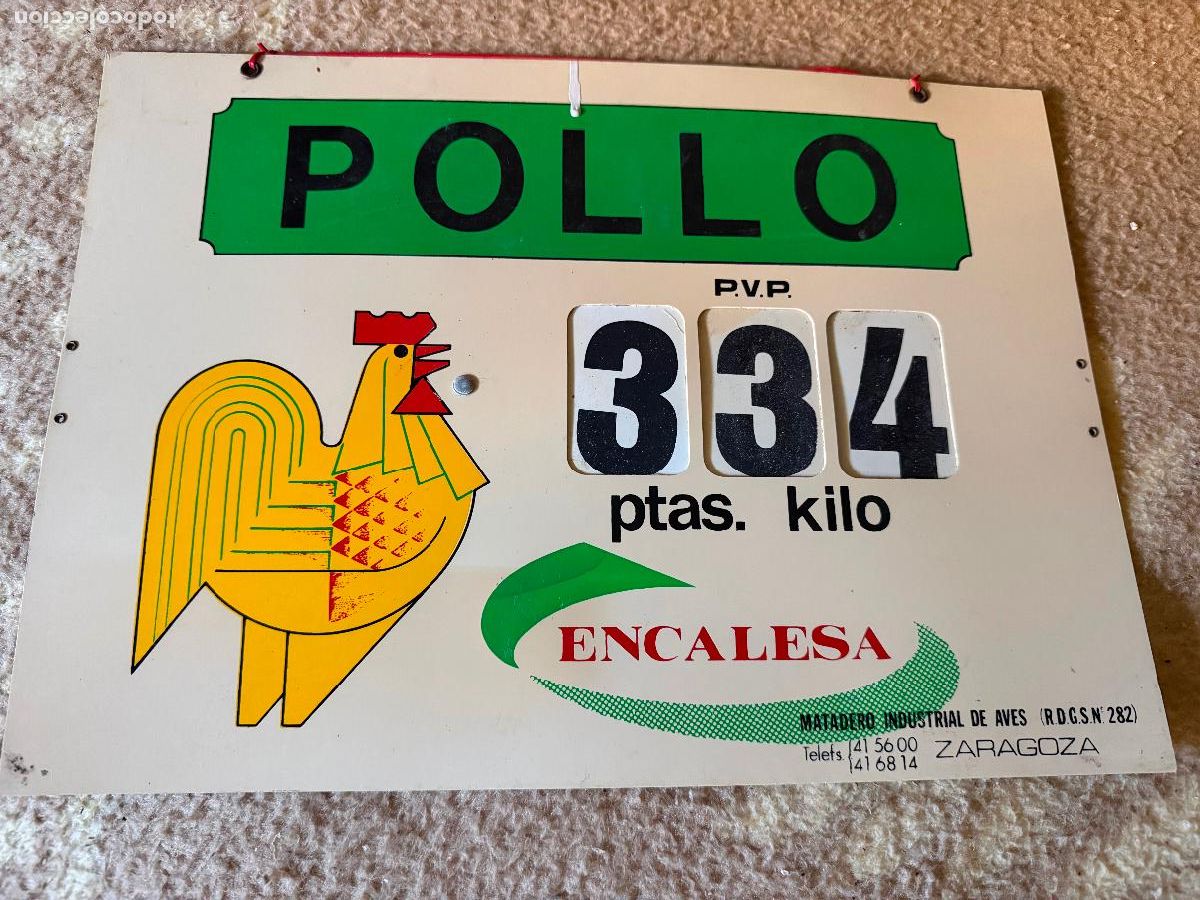 todocoleccion
POLLO
P.V.P.
334
ptas. kilo
ENCALESA
MATADERO INDUSTRIAL DE AVES (R.D.G.S.Nº 282)
Telefs. 41 56 00
41 68 14
ZARAGOZA